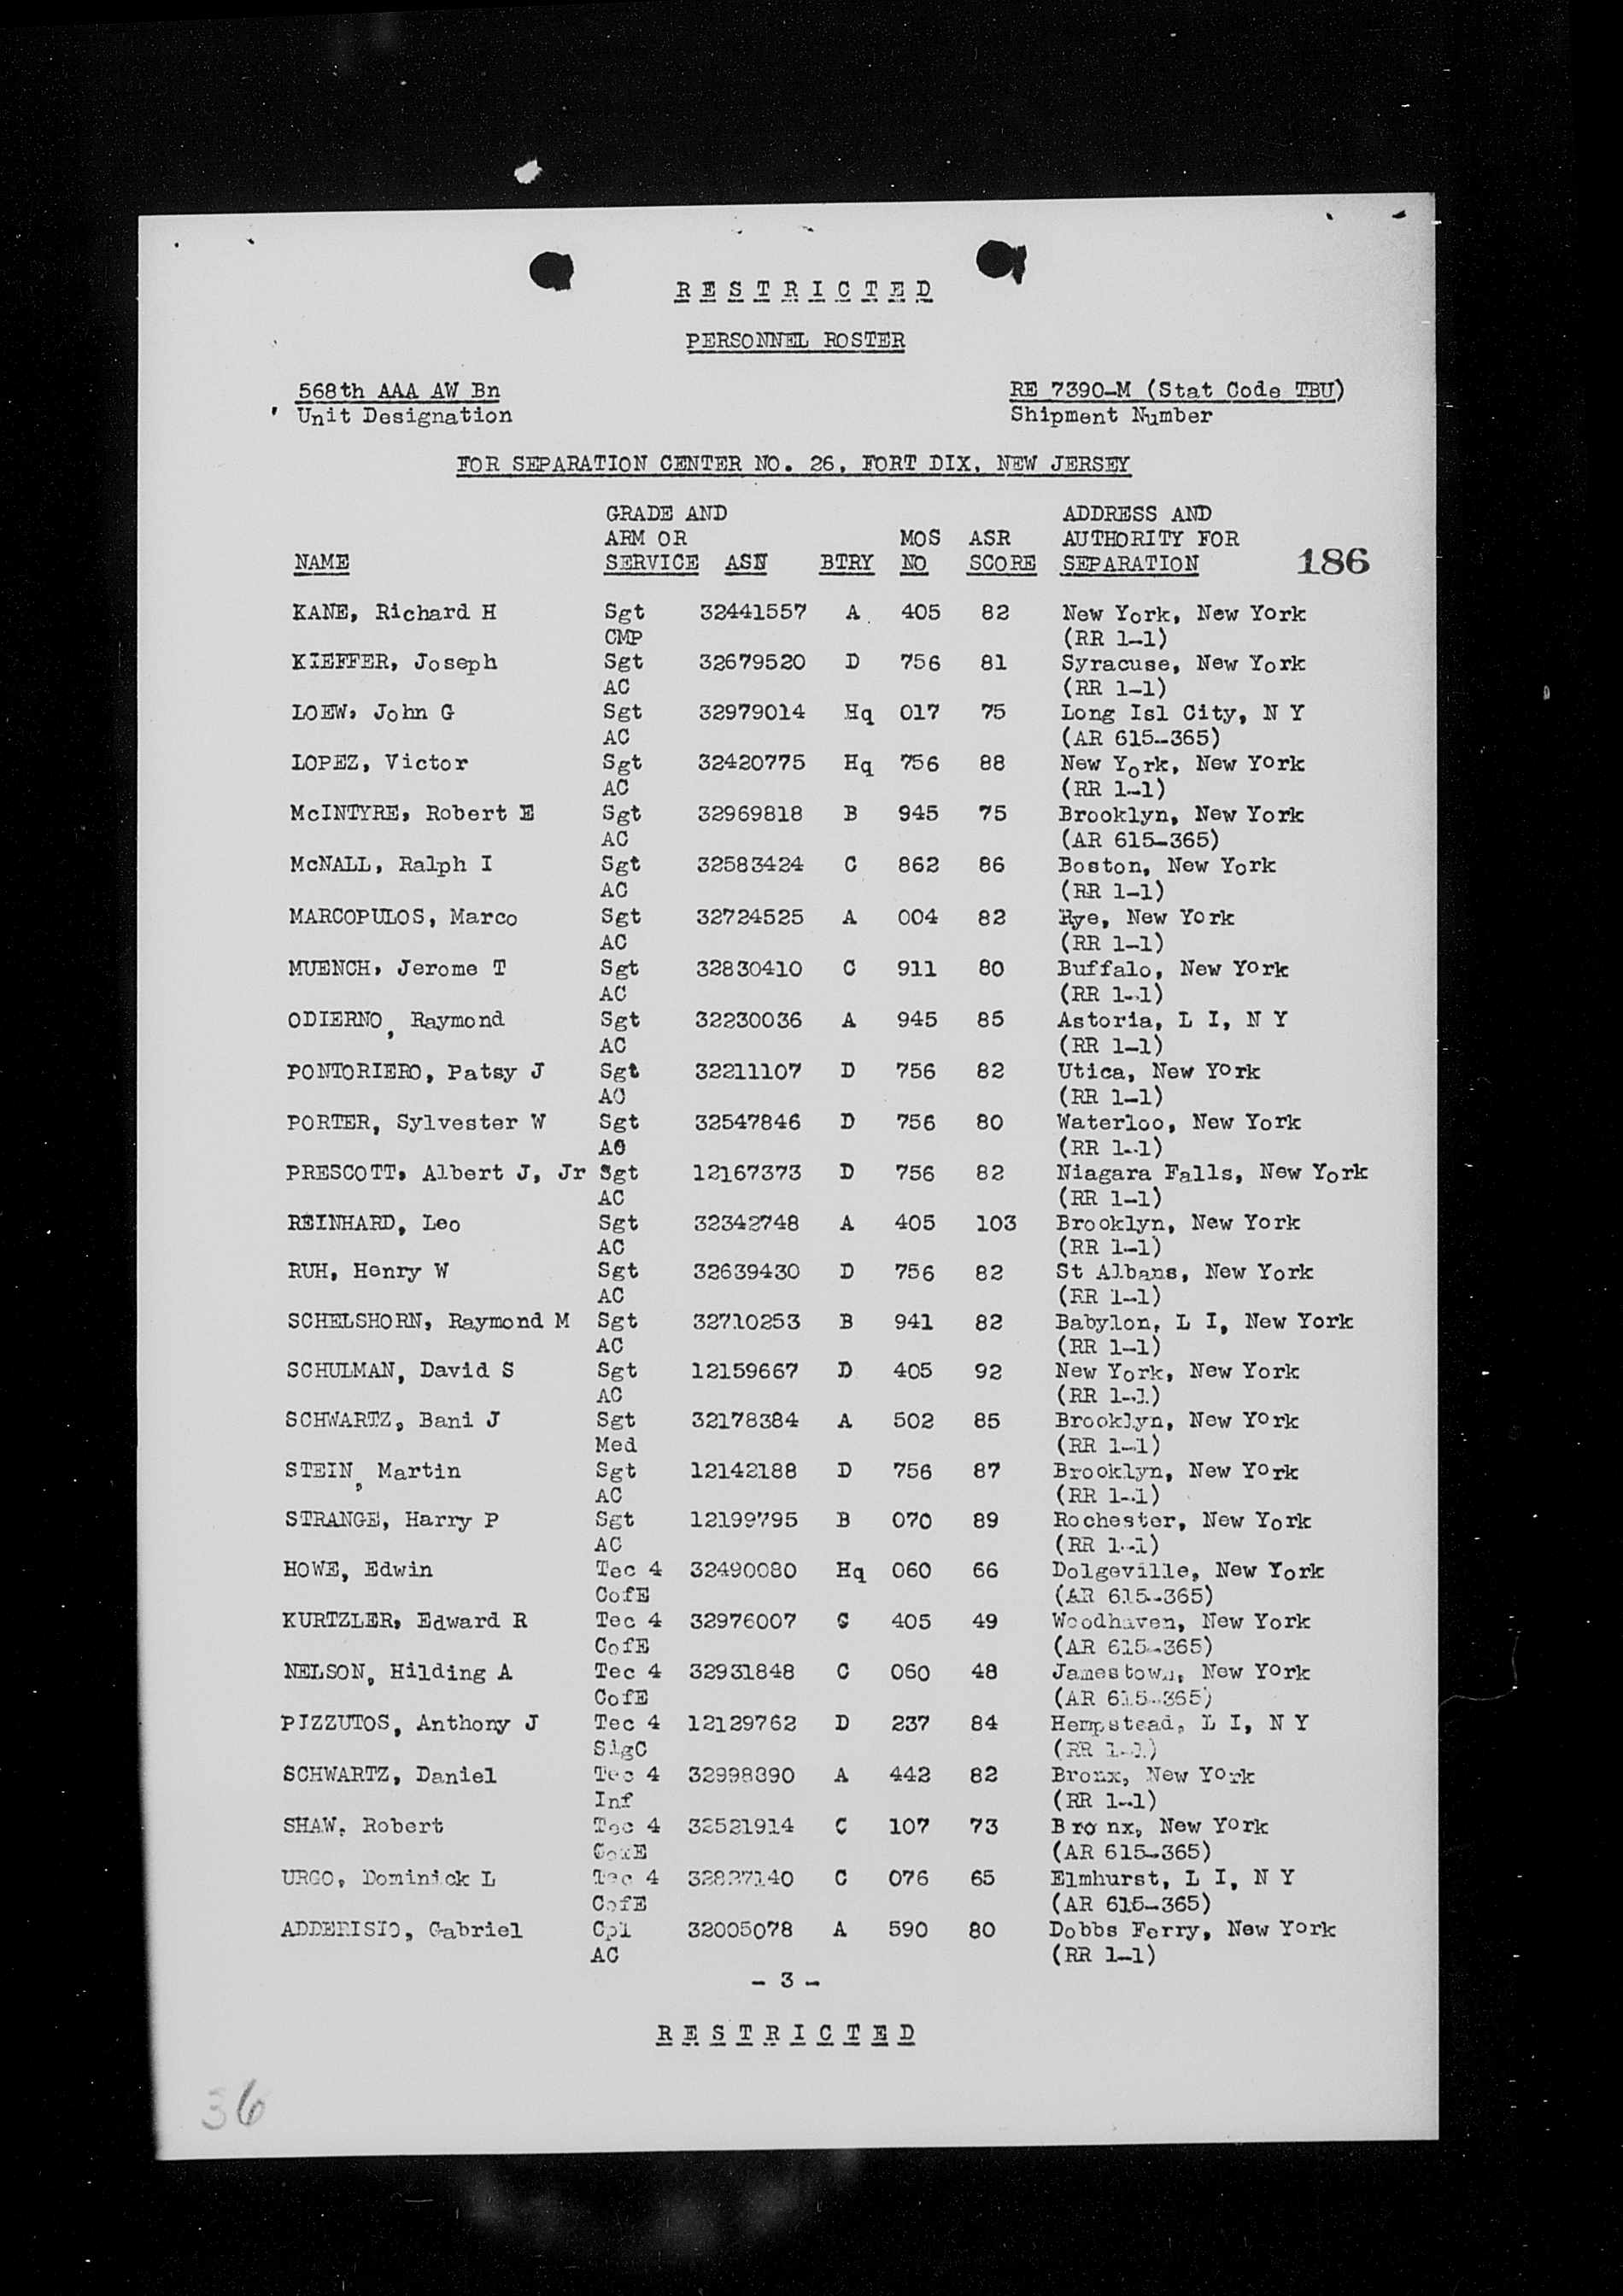 RESTRICTED
PERSONNEL ROSTER
568th AAA AW Bn RE 7390-M (Stat Code TBU)
Unit Designation Shipment Number
FOR SEPARATION CENTER NO. 26, FORT DIX, NEW JERSEY
GRADE AND ADDRESS AND
ARM OR MOS ASR AUTHORITY FOR
NAME SERVICE ASN BTRY NO SCORE SEPARATION 186
KANE, Richard H Sgt 32441557 A 405 82 New York, New York
CMP (RR 1-1)
KIEFFER, Joseph Sgt 32679520 D 756 81 Syracuse, New York
AC (RR 1-1)
LOEW, John G Sgt 32979014 Hq 017 75 Long Isl City, N Y
AC (AR 615-365)
LOPEZ, Victor Sgt 32420775 Hq 756 88 New York, New York
AC (RR 1-1)
McINTYRE, Robert E Sgt 32969818 B 945 75 Brooklyn, New York
AC (AR 615-365)
McNALL, Ralph I Sgt 32583424 C 862 86 Boston, New York
AC (RR 1-1)
MARCOPULOS, Marco Sgt 32724525 A 004 82 Rye, New York
AC (RR 1-1)
MUENCH, Jerome T Sgt 32830410 C 911 80 Buffalo, New York
AC (RR 1-1)
ODIERNO, Raymond Sgt 32230036 A 945 85 Astoria, L I, N Y
AC (RR 1-1)
PONTORIERO, Patsy J Sgt 32211107 D 756 82 Utica, New York
AC (RR 1-1)
PORTER, Sylvester W Sgt 32547846 D 756 80 Waterloo, New York
AC (RR 1-1)
PRESCOTT, Albert J, Jr Sgt 12167373 D 756 82 Niagara Falls, New York
AC (RR 1-1)
REINHARD, Leo Sgt 32342748 A 405 103 Brooklyn, New York
AC (RR 1-1)
RUH, Henry W Sgt 32639430 D 756 82 St Albans, New York
AC (RR 1-1)
SCHELSHORN, Raymond M Sgt 32710253 B 941 82 Babylon, L I, New York
AC (RR 1-1)
SCHULMAN, David S Sgt 12159667 D 405 92 New York, New York
AC (RR 1-1)
SCHWARTZ, Bani J Sgt 32178384 A 502 85 Brooklyn, New York
Med (RR 1-1)
STEIN, Martin Sgt 12142188 D 756 87 Brooklyn, New York
AC (RR 1-1)
STRANGE, Harry P Sgt 12199795 B 070 89 Rochester, New York
AC (RR 1-1)
HOWE, Edwin Tec 4 32490080 Hq 060 66 Dolgeville, New York
CofE (AR 615-365)
KURTZLER, Edward R Tec 4 32976007 C 405 49 Woodhaven, New York
CofE (AR 615-365)
NELSON, Hilding A Tec 4 32931848 C 060 48 Jamestown, New York
CofE (AR 615-365)
PIZZUTOS, Anthony J Tec 4 12129762 D 237 84 Hempstead, L I, N Y
SigC (RR 1-1)
SCHWARTZ, Daniel Tec 4 32998890 A 442 82 Bronx, New York
Inf (RR 1-1)
SHAW, Robert Tec 4 32521914 C 107 73 Bronx, New York
CofE (AR 615-365)
URGO, Dominick L Tec 4 32827140 C 076 65 Elmhurst, L I, N Y
CofE (AR 615-365)
ADDERISIO, Gabriel Cpl 32005078 A 590 80 Dobbs Ferry, New York
AC (RR 1-1)
- 3 -
RESTRICTED
36